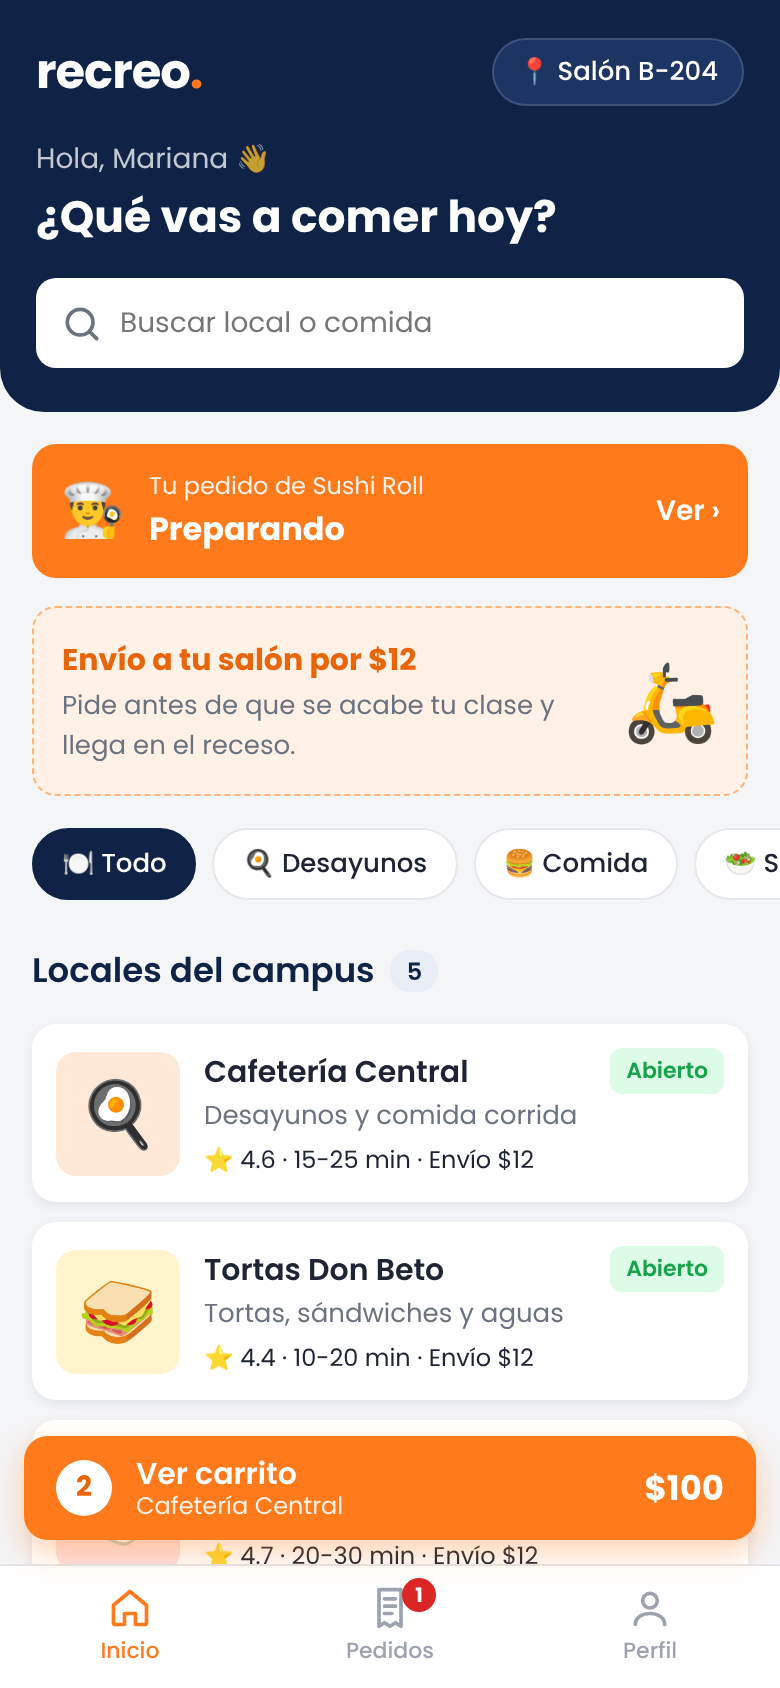 recreo.
Salón B-204
Hola, Mariana
¿Qué vas a comer hoy?
Buscar local o comida
Tu pedido de Sushi Roll
Preparando
Ver ›
Envío a tu salón por $12
Pide antes de que se acabe tu clase y
llega en el receso.
Todo
Desayunos
Comida
S
Locales del campus
5
Cafetería Central
Abierto
Desayunos y comida corrida
4.6 · 15-25 min · Envío $12
Tortas Don Beto
Abierto
Tortas, sándwiches y aguas
4.4 · 10-20 min · Envío $12
2
Ver carrito
Cafetería Central
$100
4.7 · 20-30 min · Envío $12
1
Inicio
Pedidos
Perfil